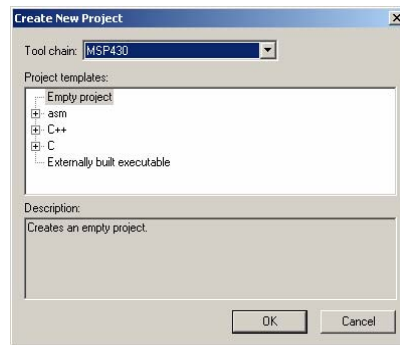 Create New Project
Tool chain: MSP430
Project templates:
Empty project
asm
C++
C
Externally built executable
Description:
Creates an empty project.
OK Cancel